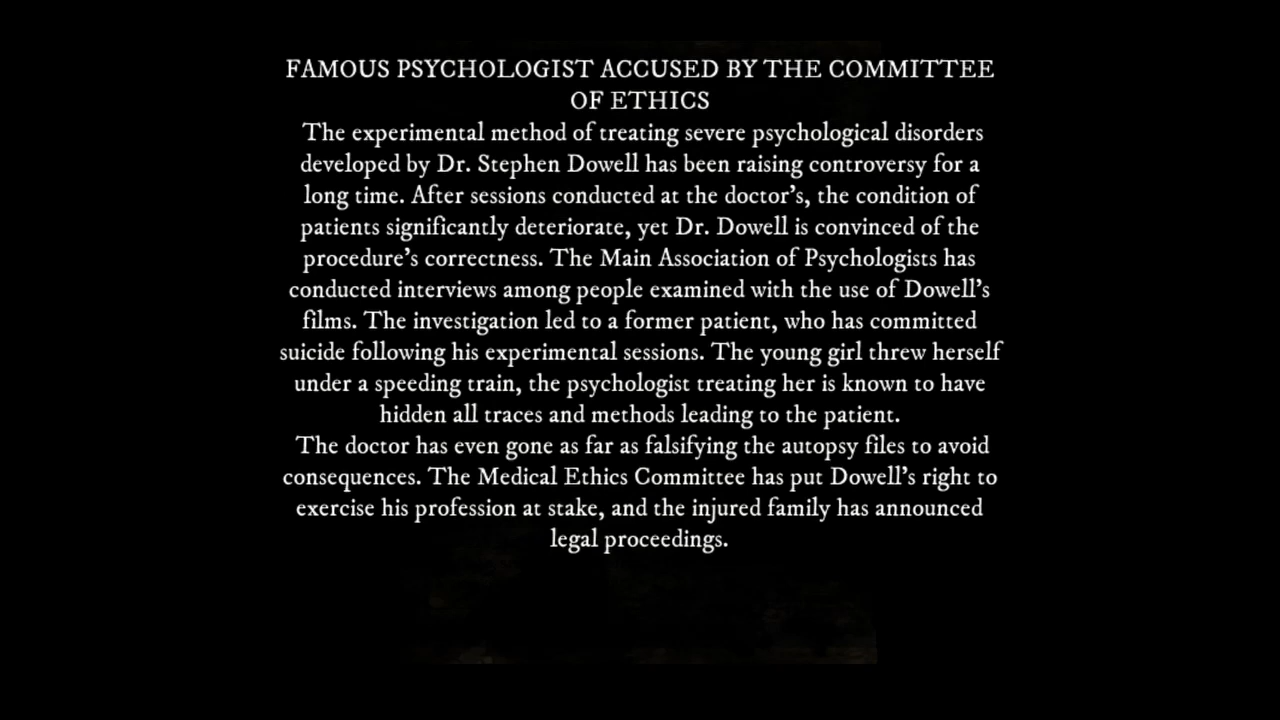 FAMOUS PSYCHOLOGIST ACCUSED BY THE COMMITTEE
OF ETHICS
The experimental method of treating severe psychological disorders
developed by Dr. Stephen Dowell has been raising controversy for a
long time. After sessions conducted at the doctor's, the condition of
patients significantly deteriorate, yet Dr. Dowell is convinced of the
procedure's correctness. The Main Association of Psychologists has
conducted interviews among people examined with the use of Dowell's
films. The investigation led to a former patient, who has committed
suicide following his experimental sessions. The young girl threw herself
under a speeding train, the psychologist treating her is known to have
hidden all traces and methods leading to the patient.
The doctor has even gone as far as falsifying the autopsy files to avoid
consequences. The Medical Ethics Committee has put Dowell's right to
exercise his profession at stake, and the injured family has announced
legal proceedings.